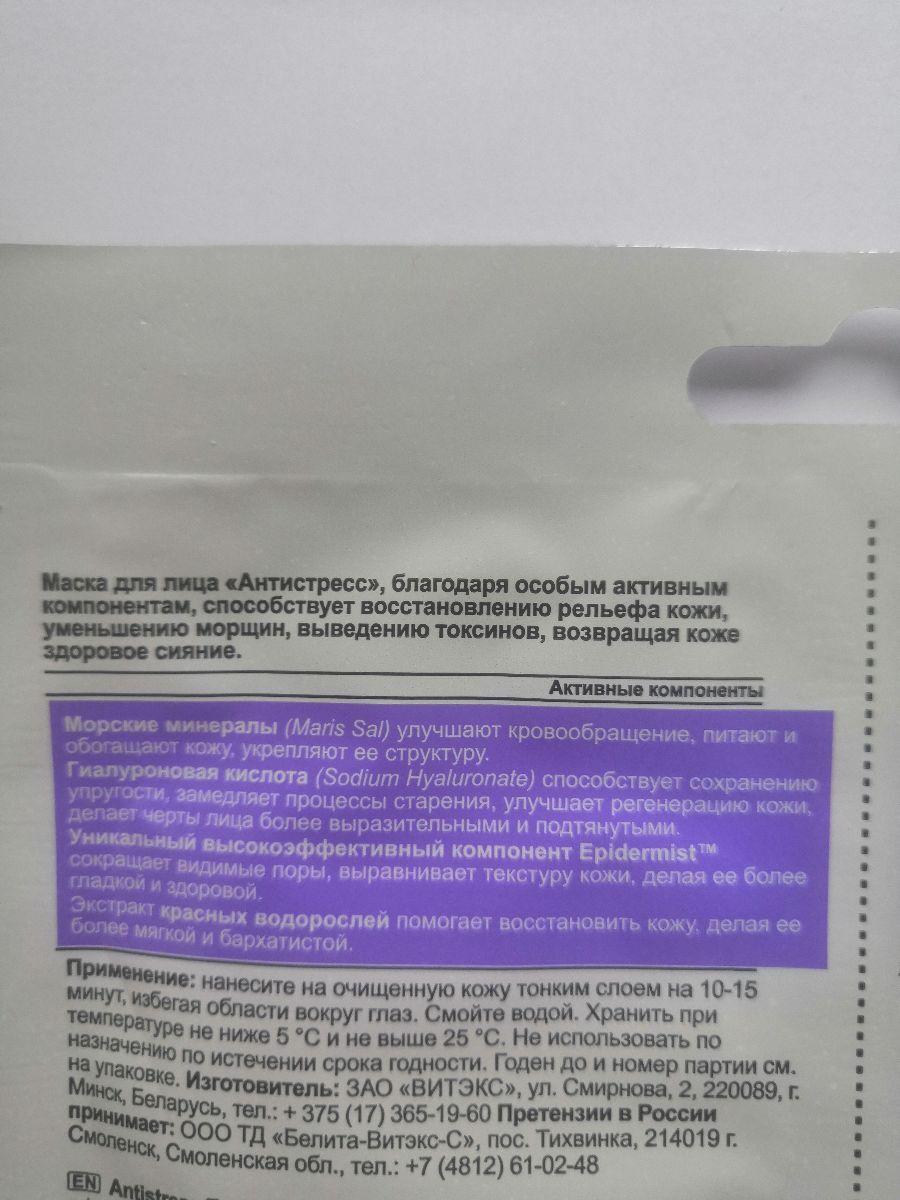 Маска для лица «Антистресс», благодаря особым активным
компонентам, способствует восстановлению рельефа кожи,
уменьшению морщин, выведению токсинов, возвращая коже
здоровое сияние.
Активные компоненты
Морские минералы (Maris Sal) улучшают кровообращение, питают и
обогащают кожу, укрепляют ее структуру.
Гиалуроновая кислота (Sodium Hyaluronate) способствует сохранению
упругости, замедляет процессы старения, улучшает регенерацию кожи,
делает черты лица более выразительными и подтянутыми.
Уникальный высокоэффективный компонент Epidermist™
сокращает видимые поры, выравнивает текстуру кожи, делая ее более
гладкой и здоровой.
Экстракт красных водорослей помогает восстановить кожу, делая ее
более мягкой и бархатистой.
Применение: нанесите на очищенную кожу тонким слоем на 10-15
минут, избегая области вокруг глаз. Смойте водой. Хранить при
температуре не ниже 5 °С и не выше 25 °С. Не использовать по
назначению по истечении срока годности. Годен до и номер партии см.
на упаковке. Изготовитель: ЗАО «ВИТЭКС», ул. Смирнова, 2, 220089, г.
Минск, Беларусь, тел.: + 375 (17) 365-19-60 Претензии в России
принимает: ООО ТД «Белита-Витэкс-С», пос. Тихвинка, 214019 г.
Смоленск, Смоленская обл., тел.: +7 (4812) 61-02-48
EN